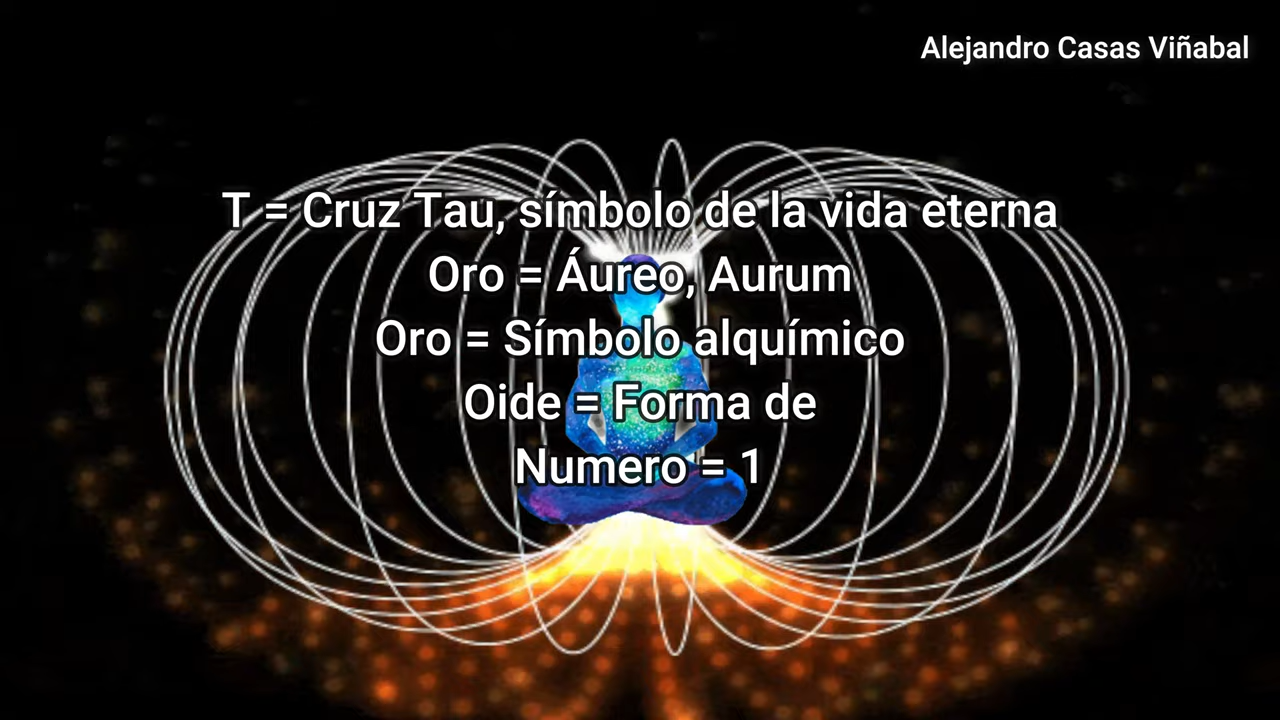 Alejandro Casas Viñabal
T = Cruz Tau, símbolo de la vida eterna
Oro = Áureo, Aurum
Oro = Símbolo alquímico
Oide = Forma de
Numero = 1